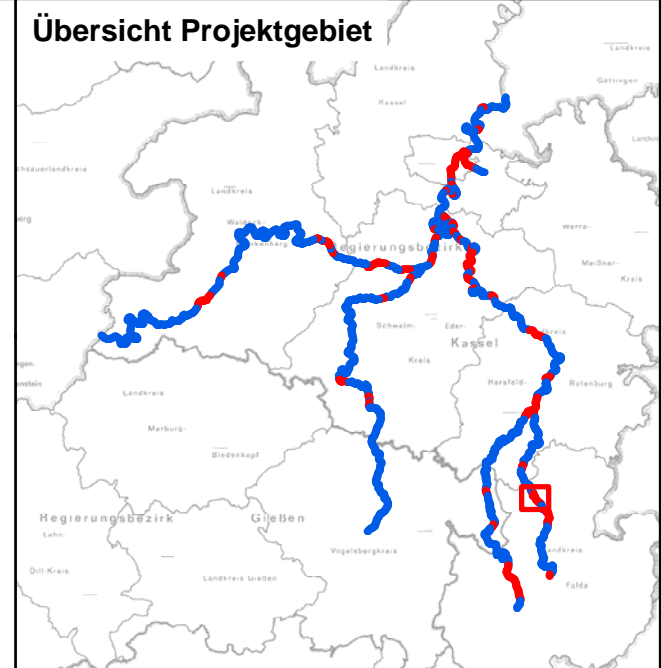 Übersicht Projektgebiet
Landkreis
Göttingen
Landkreis
Kassel
Landkreis
Waldeck-
Regierungsbezirk
Werra-
Meißner-
Kreis
Schwalm-
Eder-
Kreis
Kassel
Hersfeld-
Rotenburg
Landkreis
Marburg-
Biedenkopf
Regierungsbezirk
Gießen
Lahn-
Dill-Kreis
Landkreis Gießen
Vogelsbergkreis
Fulda